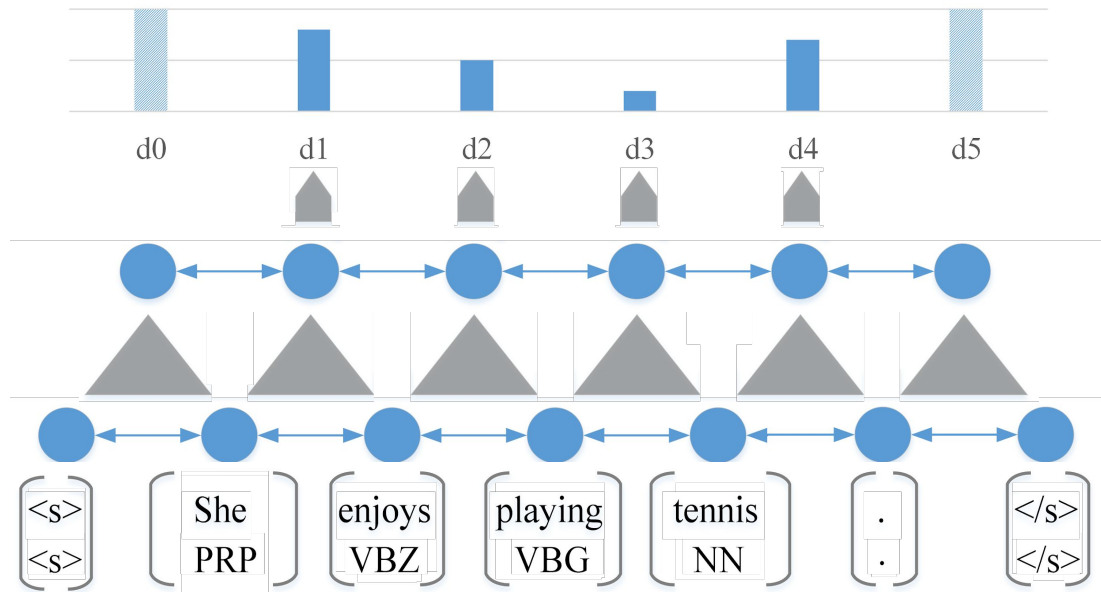 d0 d1 d2 d3 d4 d5
<s> She enjoys playing tennis . </s>
<s> PRP VBZ VBG NN . </s>